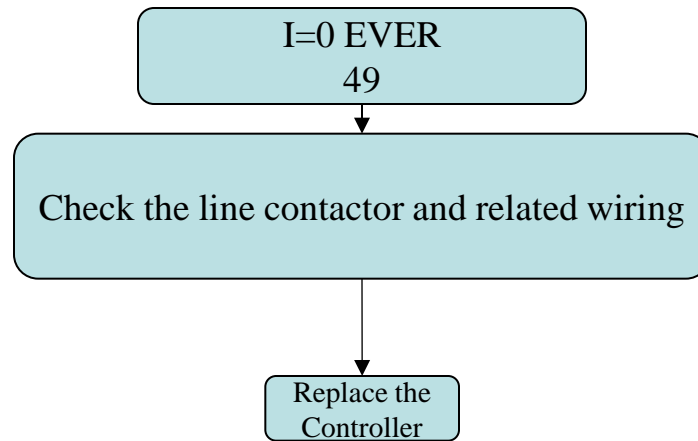 I=0 EVER
49
Check the line contactor and related wiring
Replace the
Controller